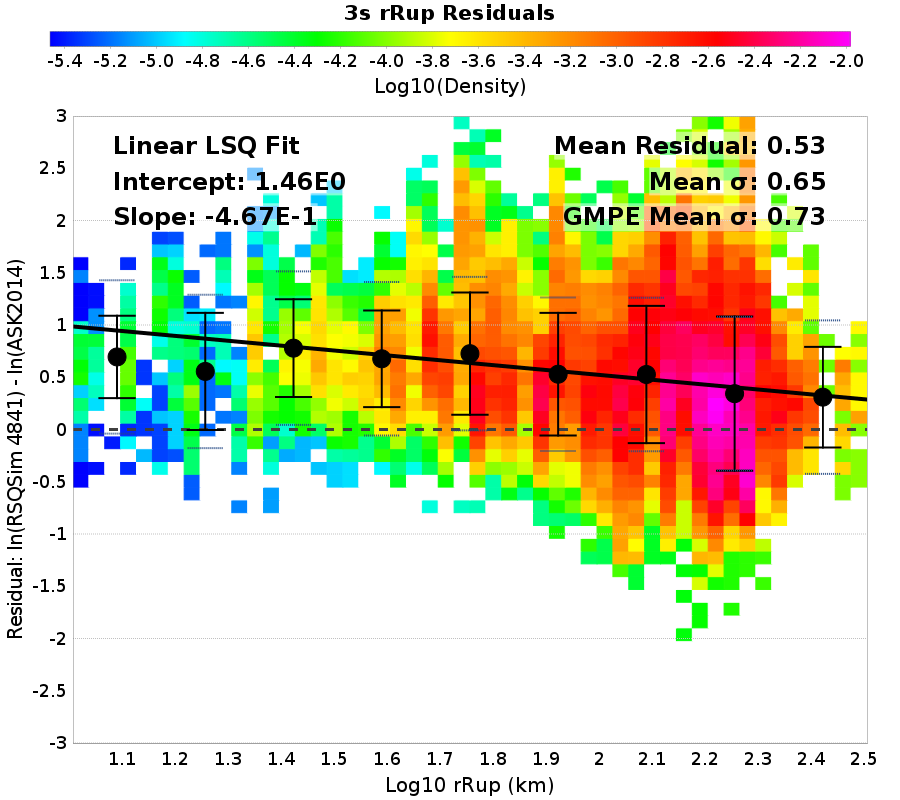 3s rRup Residuals
-5.4 -5.2 -5.0 -4.8 -4.6 -4.4 -4.2 -4.0 -3.8 -3.6 -3.4 -3.2 -3.0 -2.8 -2.6 -2.4 -2.2 -2.0
Log10(Density)
Linear LSQ Fit
Intercept: 1.46E0
Slope: -4.67E-1
Mean Residual: 0.53
Mean σ: 0.65
GMPE Mean σ: 0.73
Residual: ln(RSQSim 4841) - ln(ASK2014)
3
2.5
2
1.5
1
0.5
0
-0.5
-1
-1.5
-2
-2.5
-3
1.1 1.2 1.3 1.4 1.5 1.6 1.7 1.8 1.9 2 2.1 2.2 2.3 2.4 2.5
Log10 rRup (km)